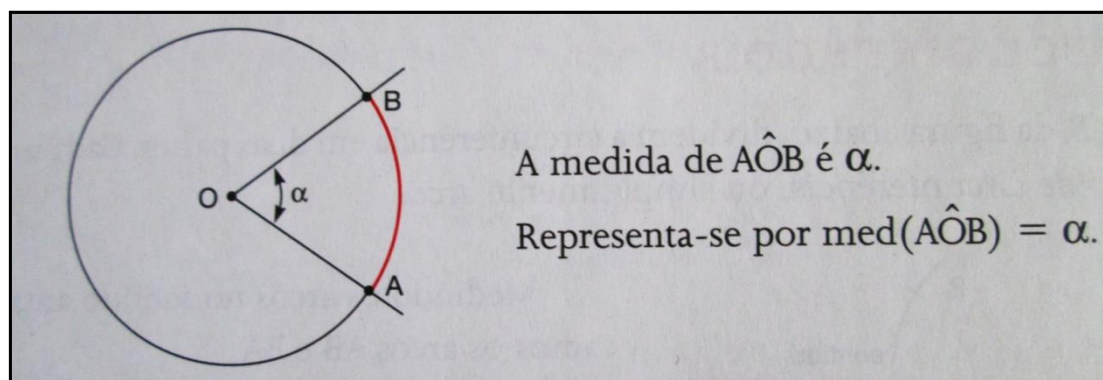 B
O
α
A
A medida de AÔB é α.
Representa-se por med(AÔB) = α.